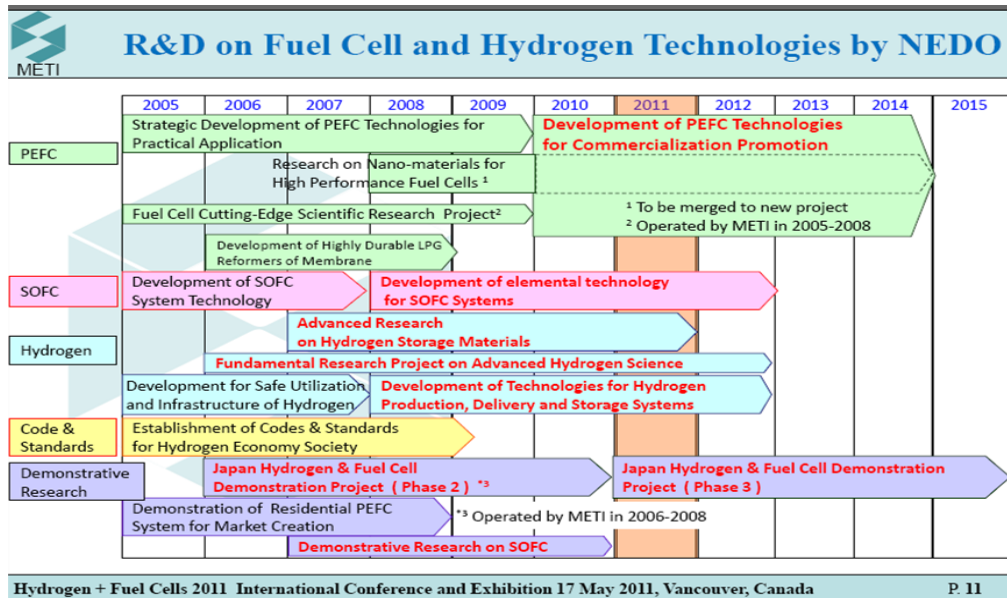 METI
R&D on Fuel Cell and Hydrogen Technologies by NEDO
2005 2006 2007 2008 2009 2010 2011 2012 2013 2014 2015
PEFC
Strategic Development of PEFC Technologies for
Practical Application
Development of PEFC Technologies
for Commercialization Promotion
Research on Nano-materials for
High Performance Fuel Cells ¹
Fuel Cell Cutting-Edge Scientific Research Project²
¹ To be merged to new project
² Operated by METI in 2005-2008
Development of Highly Durable LPG
Reformers of Membrane
SOFC
Development of SOFC
System Technology
Development of elemental technology
for SOFC Systems
Hydrogen
Advanced Research
on Hydrogen Storage Materials
Fundamental Research Project on Advanced Hydrogen Science
Development for Safe Utilization
and Infrastructure of Hydrogen
Development of Technologies for Hydrogen
Production, Delivery and Storage Systems
Code &
Standards
Establishment of Codes & Standards
for Hydrogen Economy Society
Demonstrative
Research
Japan Hydrogen & Fuel Cell
Demonstration Project ( Phase 2 ) *3
Japan Hydrogen & Fuel Cell Demonstration
Project ( Phase 3 )
Demonstration of Residential PEFC
System for Market Creation
*3 Operated by METI in 2006-2008
Demonstrative Research on SOFC
Hydrogen + Fuel Cells 2011 International Conference and Exhibition 17 May 2011, Vancouver, Canada
P. 11